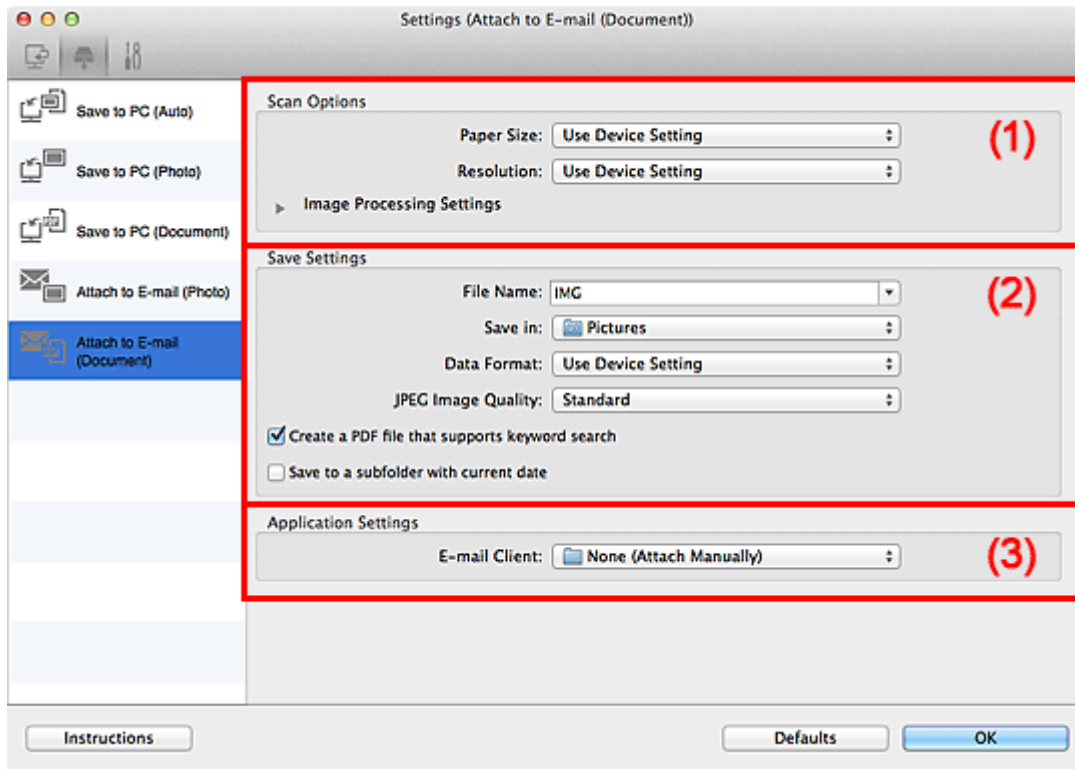 Settings (Attach to E-mail (Document))
Save to PC (Auto)
Save to PC (Photo)
Save to PC (Document)
Attach to E-mail (Photo)
Attach to E-mail
(Document)
Scan Options
(1)
Paper Size: Use Device Setting
Resolution: Use Device Setting
Image Processing Settings
Save Settings
(2)
File Name: IMG
Save in: Pictures
Data Format: Use Device Setting
JPEG Image Quality: Standard
Create a PDF file that supports keyword search
Save to a subfolder with current date
Application Settings
(3)
E-mail Client: None (Attach Manually)
Instructions
Defaults
OK